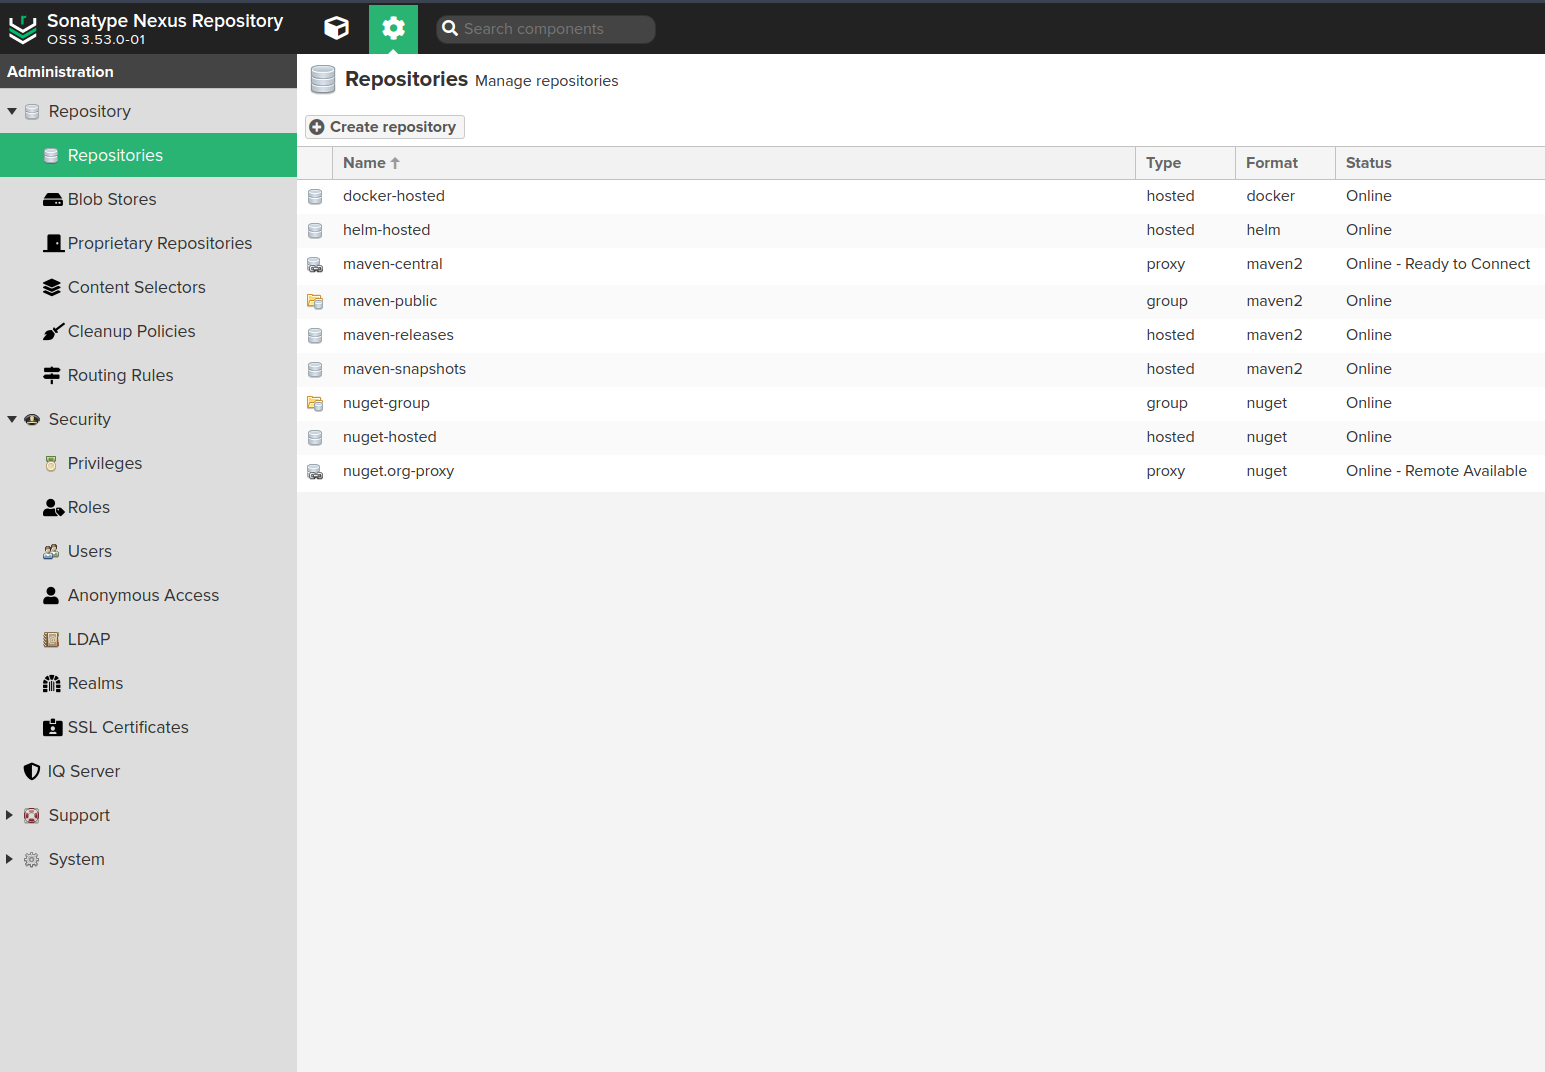 Sonatype Nexus Repository
OSS 3.53.0-01
Search components
Administration
Repository
Repositories
Blob Stores
Proprietary Repositories
Content Selectors
Cleanup Policies
Routing Rules
Security
Privileges
Roles
Users
Anonymous Access
LDAP
Realms
SSL Certificates
IQ Server
Support
System
Repositories Manage repositories
Create repository
Name Type Format Status
docker-hosted hosted docker Online
helm-hosted hosted helm Online
maven-central proxy maven2 Online - Ready to Connect
maven-public group maven2 Online
maven-releases hosted maven2 Online
maven-snapshots hosted maven2 Online
nuget-group group nuget Online
nuget-hosted hosted nuget Online
nuget.org-proxy proxy nuget Online - Remote Available